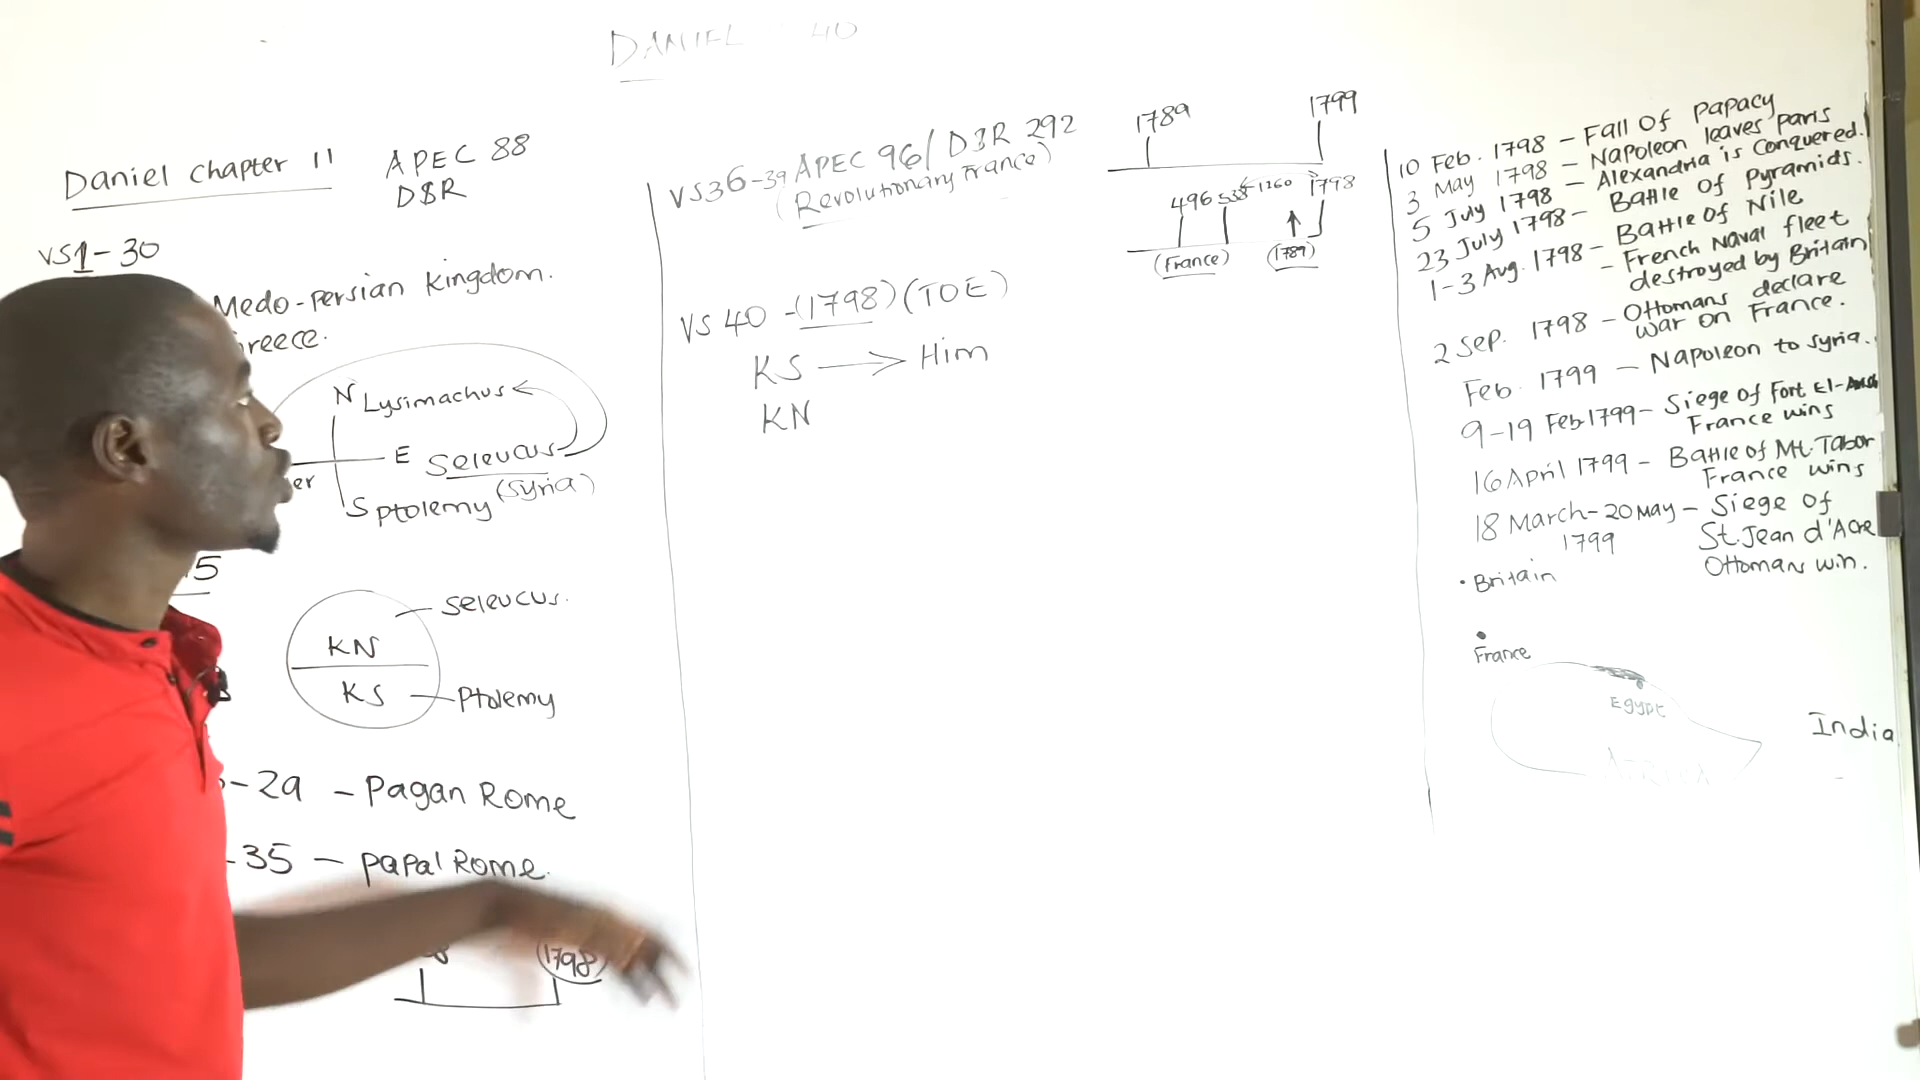 DANIEL 40
Daniel chapter 11
APEC 88
D&R
VS1-30
Medo-persian kingdom.
reece.
N Lysimachus
E Seleucus
(Syria)
er
S Ptolemy
15
Seleucus.
KN
KS
Ptolemy
-29 - Pagan Rome
-35 - Papal Rome.
8
(1798)
VS36-39 APEC 96/ D&R 292
(Revolutionary France)
VS 40 -(1798) (TOE)
KS → Him
KN
1789
1799
496 538 ← 1260 → 1798
(France)
(1789)
10 Feb. 1798 - Fall Of Papacy
3 May 1798 - Napoleon leaves Paris
5 July 1798 - Alexandria is conquered.
23 July 1798 - Battle Of Pyramids.
1-3 Aug. 1798 - Battle Of Nile
- French Naval fleet
destroyed by Britain
2 Sep. 1798 - Ottomans declare
war on France.
Feb. 1799 - Napoleon to Syria.
9-19 Feb 1799 - Siege of Fort El-
France wins
16 April 1799 - Battle of Mt. Tabor
France wins
18 March - 20 May - Siege of
1799 St. Jean d'Acre
Ottomans win.
• Britain
•
France
Egypt
Africa
India